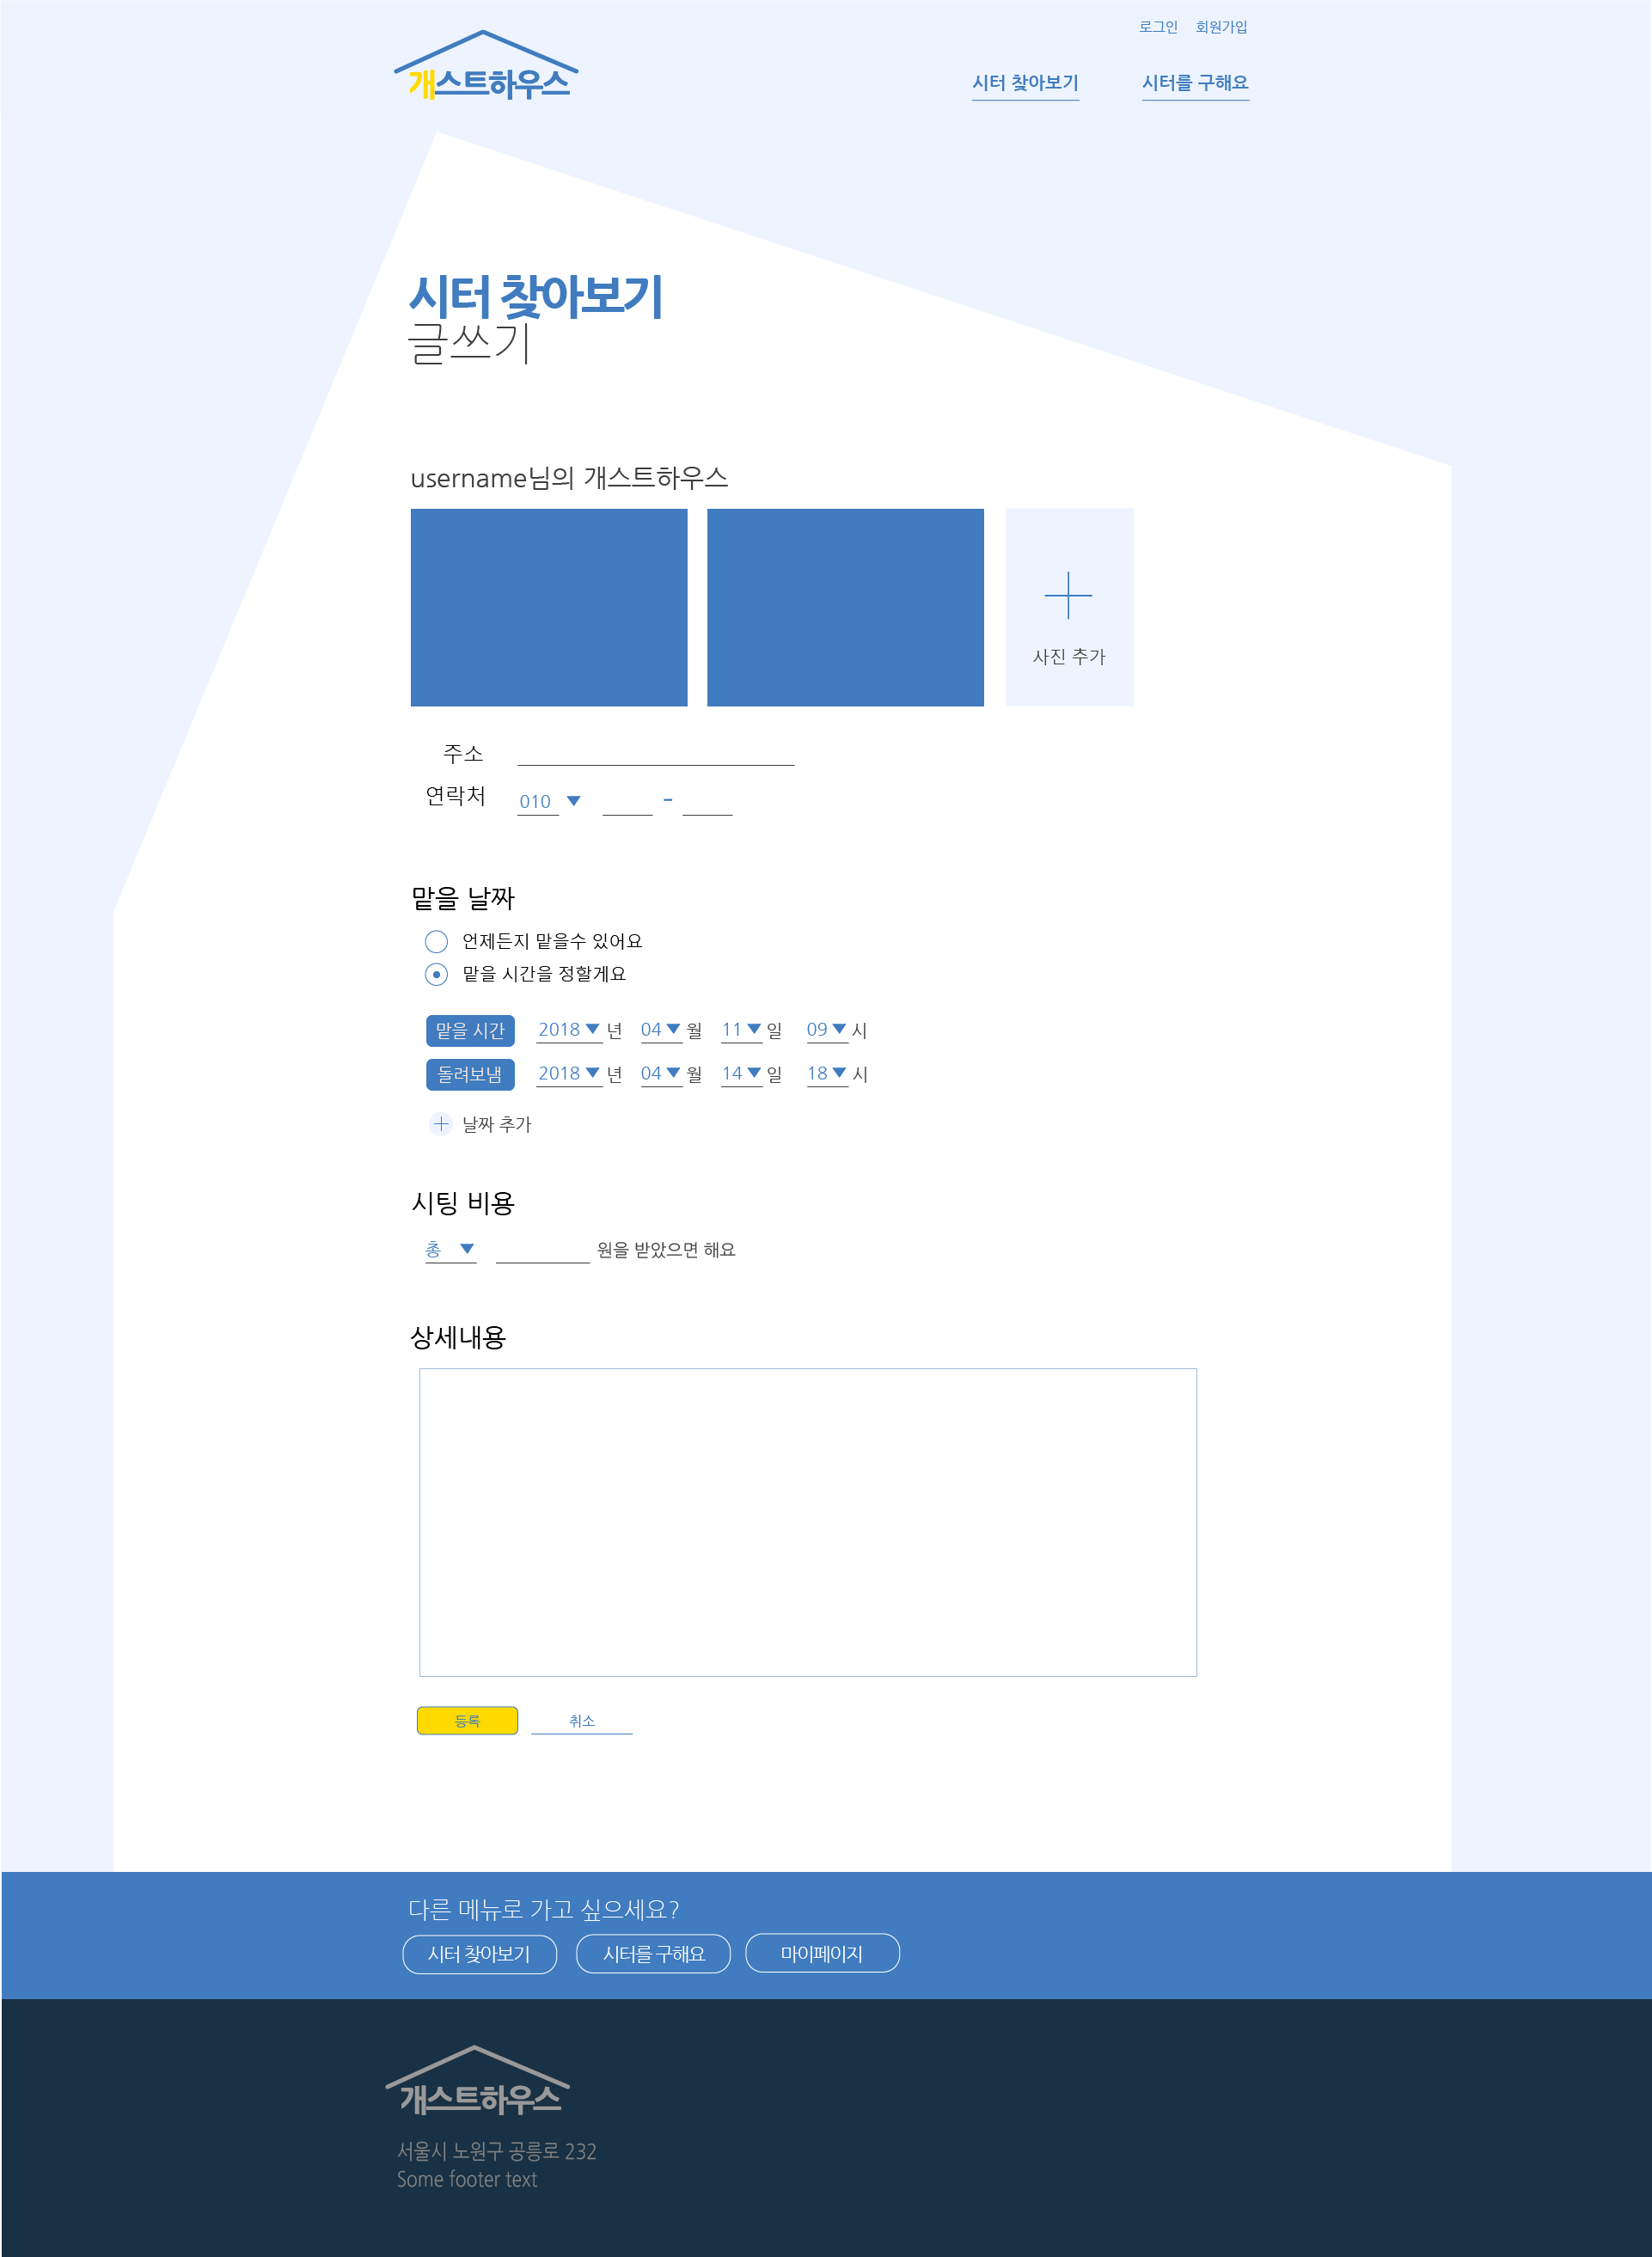 로그인 회원가입
개스트하우스
시터 찾아보기 시터를 구해요
시터 찾아보기
글쓰기
username님의 개스트하우스
사진 추가
주소
연락처 010 ▼ -
맡을 날짜
언제든지 맡을수 있어요
맡을 시간을 정할게요
맡을 시간 2018 ▼ 년 04 ▼ 월 11 ▼ 일 09 ▼ 시
돌려보냄 2018 ▼ 년 04 ▼ 월 14 ▼ 일 18 ▼ 시
+ 날짜 추가
시팅 비용
총 ▼ 원을 받았으면 해요
상세내용
등록 취소
다른 메뉴로 가고 싶으세요?
시터 찾아보기 시터를 구해요 마이페이지
개스트하우스
서울시 노원구 공릉로 232
Some footer text